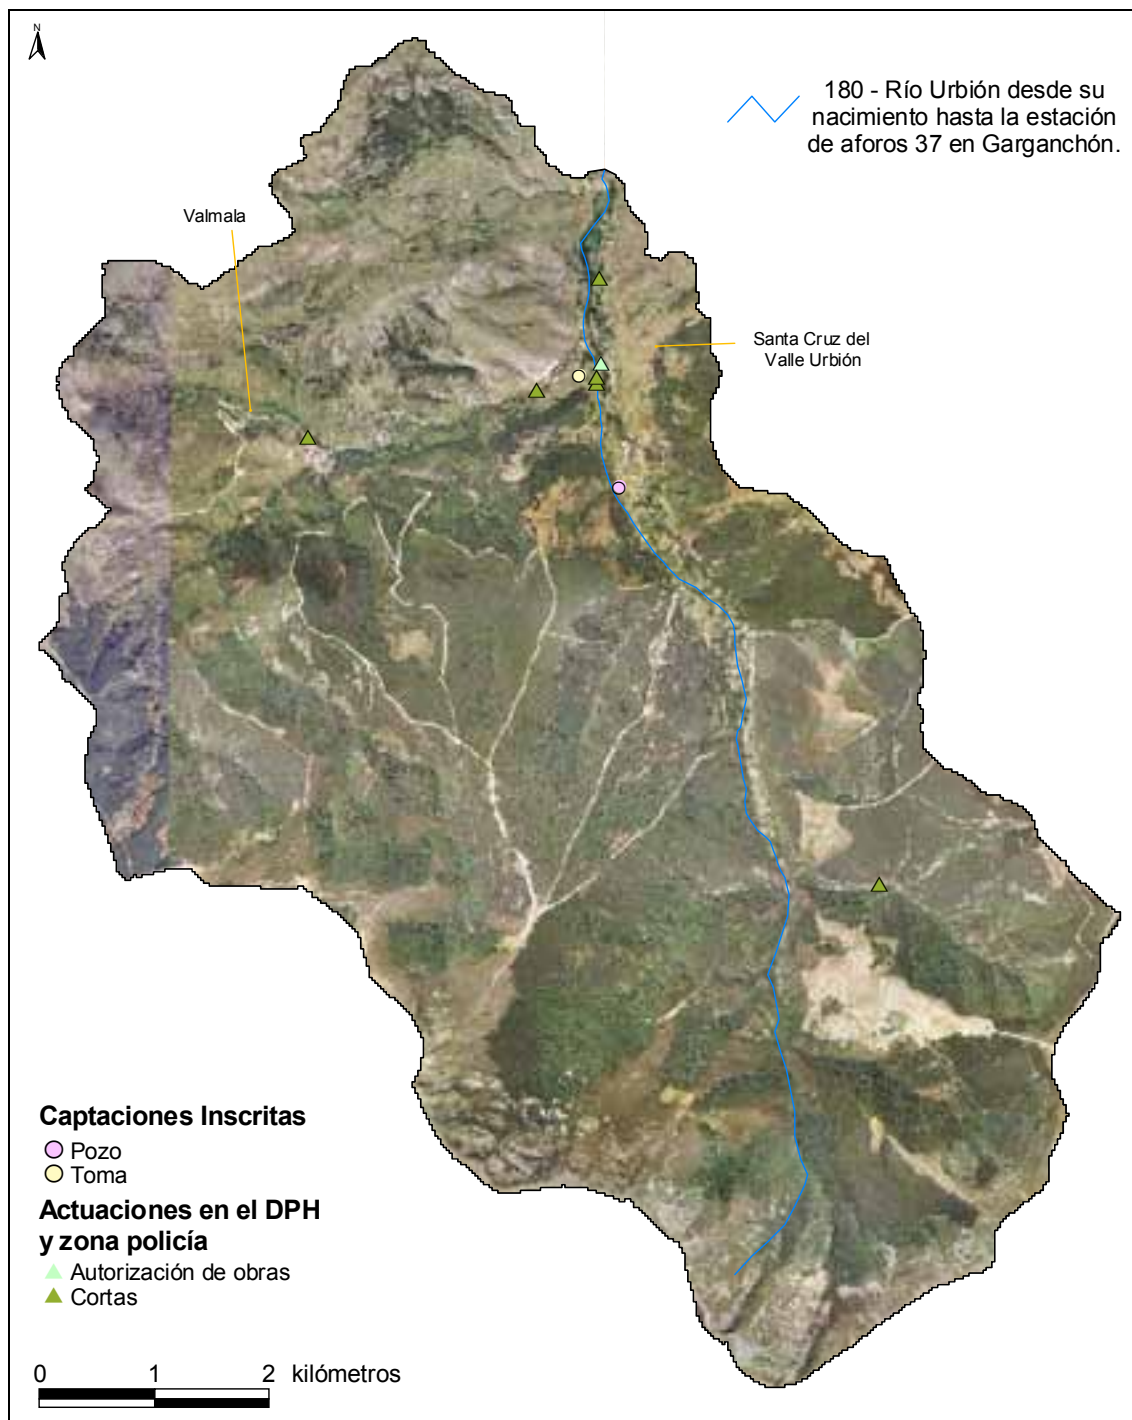 N
180 - Río Urbión desde su
nacimiento hasta la estación
de aforos 37 en Garganchón.
Valmala
Santa Cruz del
Valle Urbión
Captaciones Inscritas
Pozo
Toma
Actuaciones en el DPH
y zona policía
Autorización de obras
Cortas
0 1 2 kilómetros